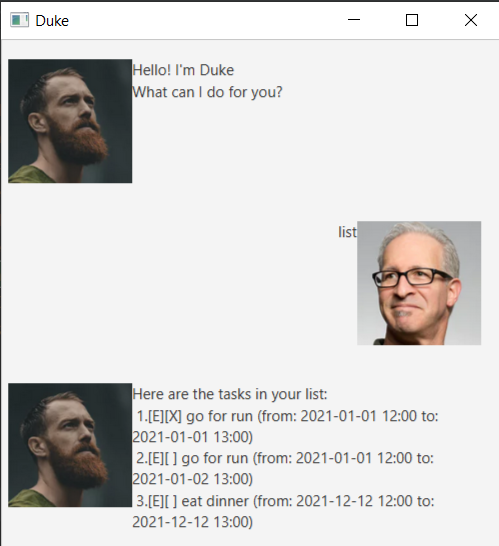 Duke
Hello! I'm Duke
What can I do for you?
list
Here are the tasks in your list:
1.[E][X] go for run (from: 2021-01-01 12:00 to:
2021-01-01 13:00)
2.[E][ ] go for run (from: 2021-01-01 12:00 to:
2021-01-02 13:00)
3.[E][ ] eat dinner (from: 2021-12-12 12:00 to:
2021-12-12 13:00)